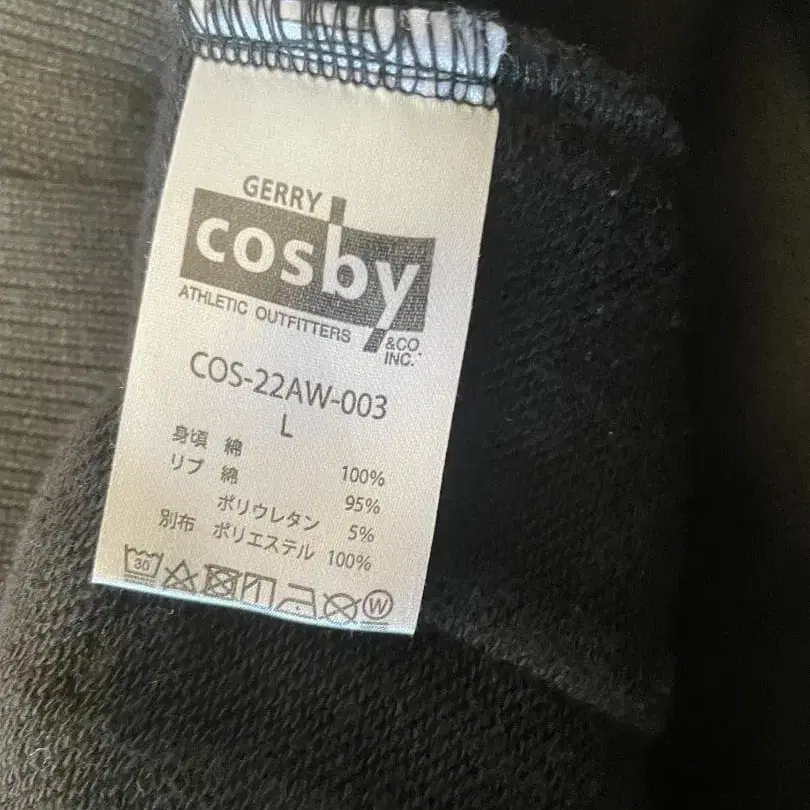 GERRY
cosby
ATHLETIC OUTFITTERS
&CO.
INC.
COS-22AW-003
L
身頃 綿 100%
リブ 綿 95%
ポリウレタン 5%
別布 ポリエステル 100%
30
W